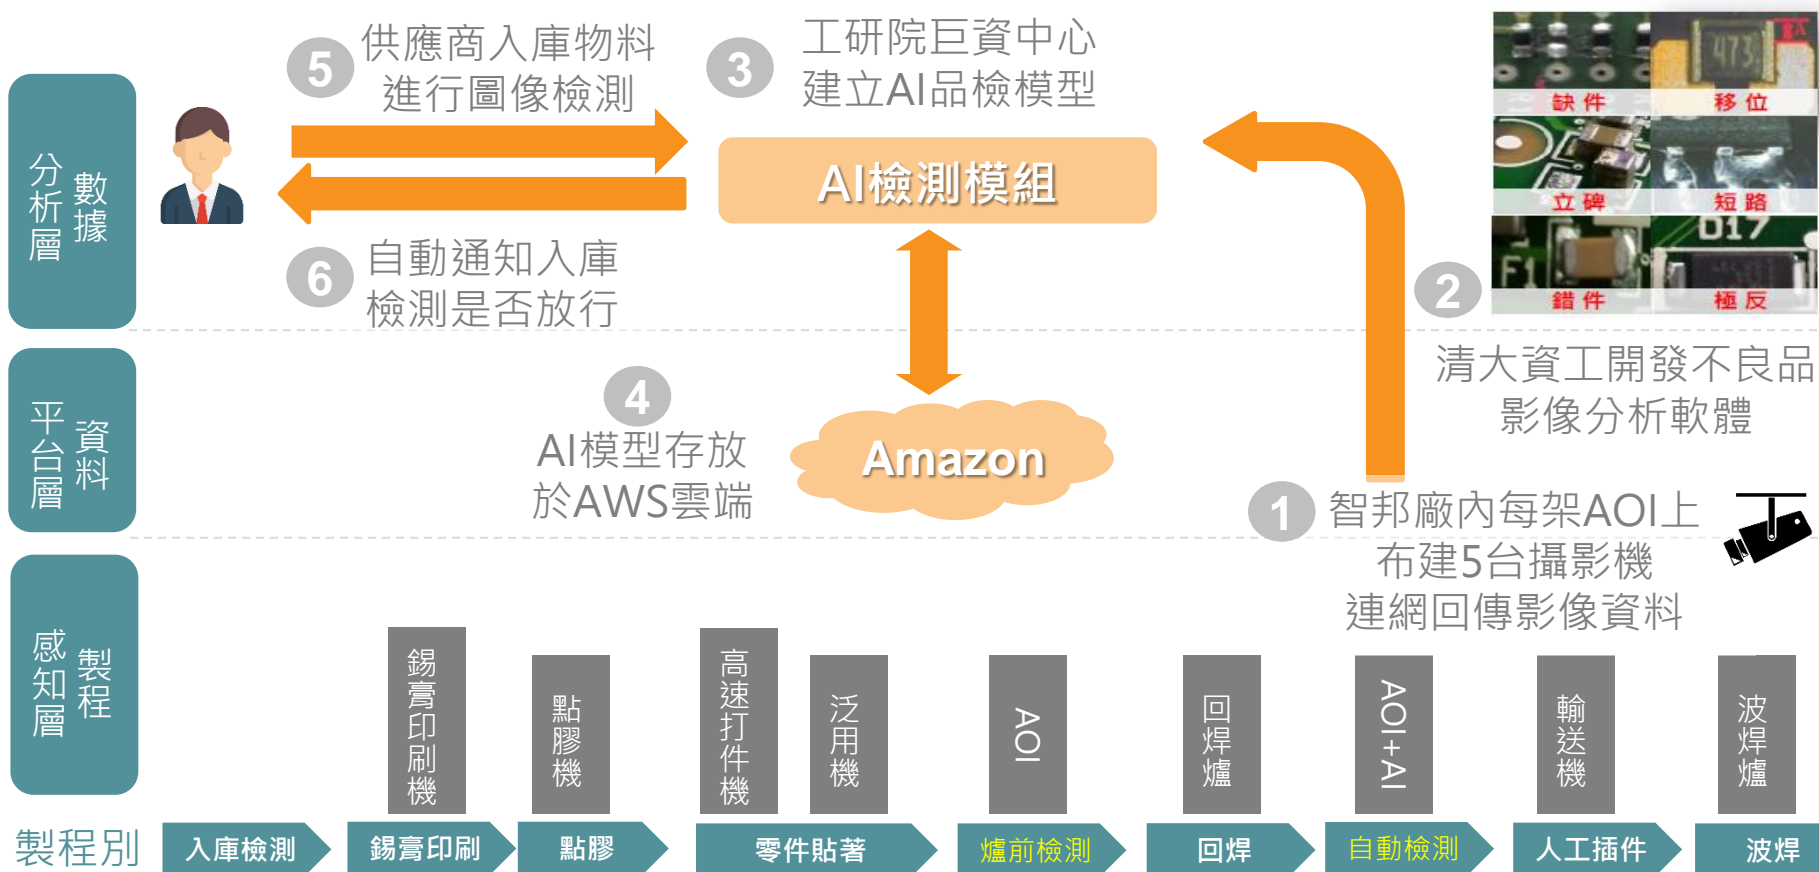 5
供應商入庫物料
進行圖像檢測
3
工研院巨資中心
建立AI品檢模型
缺件
移位
473
立碑
短路
D17
F1
錯件
極反
數據
分析層
AI檢測模組
6
自動通知入庫
檢測是否放行
2
清大資工開發不良品
影像分析軟體
資料
平台層
4
AI模型存放
於AWS雲端
Amazon
1
智邦廠內每架AOI上
布建5台攝影機
連網回傳影像資料
製程
感知層
錫膏印刷機
點膠機
高速打件機
泛用機
AOI
回焊爐
AOI+AI
輸送機
波焊爐
製程別
入庫檢測
錫膏印刷
點膠
零件貼著
爐前檢測
回焊
自動檢測
人工插件
波焊